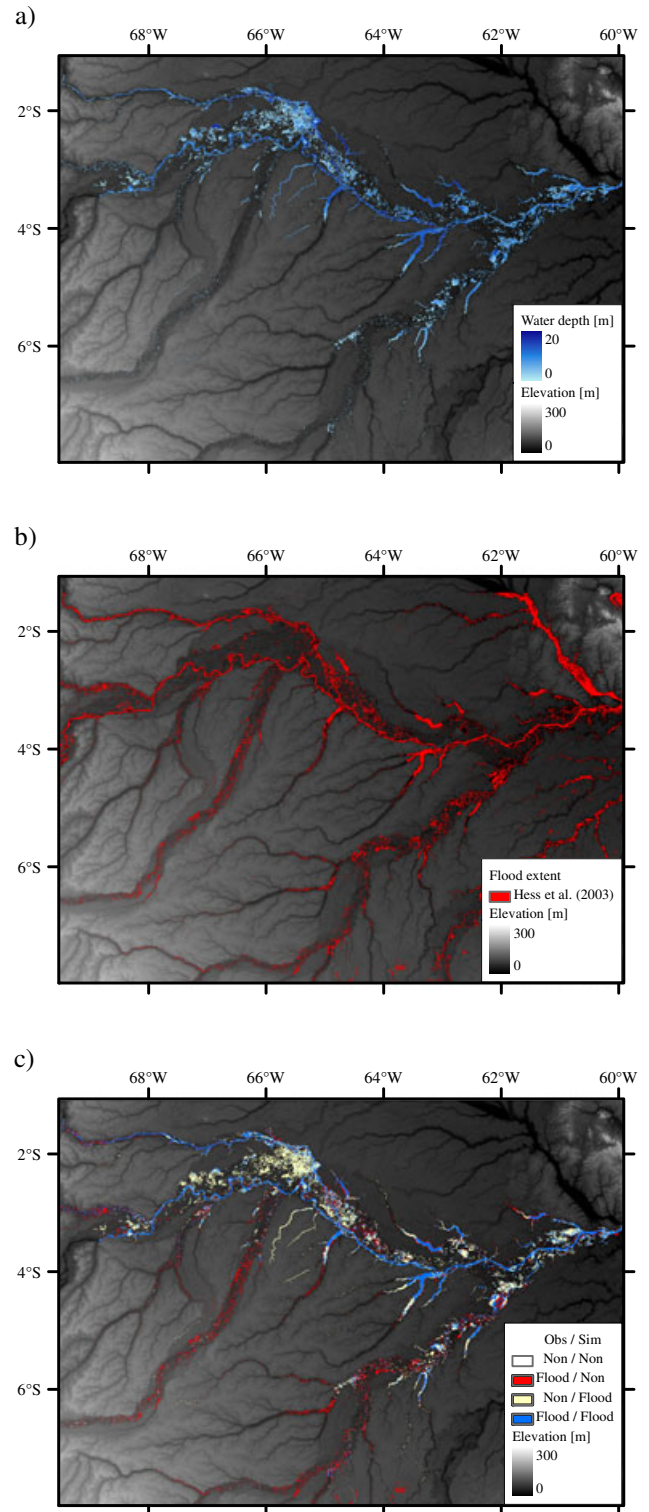 a)
68°W 66°W 64°W 62°W 60°W
2°S
4°S
6°S
Water depth [m]
20
0
Elevation [m]
300
0
b)
68°W 66°W 64°W 62°W 60°W
2°S
4°S
6°S
Flood extent
Hess et al. (2003)
Elevation [m]
300
0
c)
68°W 66°W 64°W 62°W 60°W
2°S
4°S
6°S
Obs / Sim
Non / Non
Flood / Non
Non / Flood
Flood / Flood
Elevation [m]
300
0